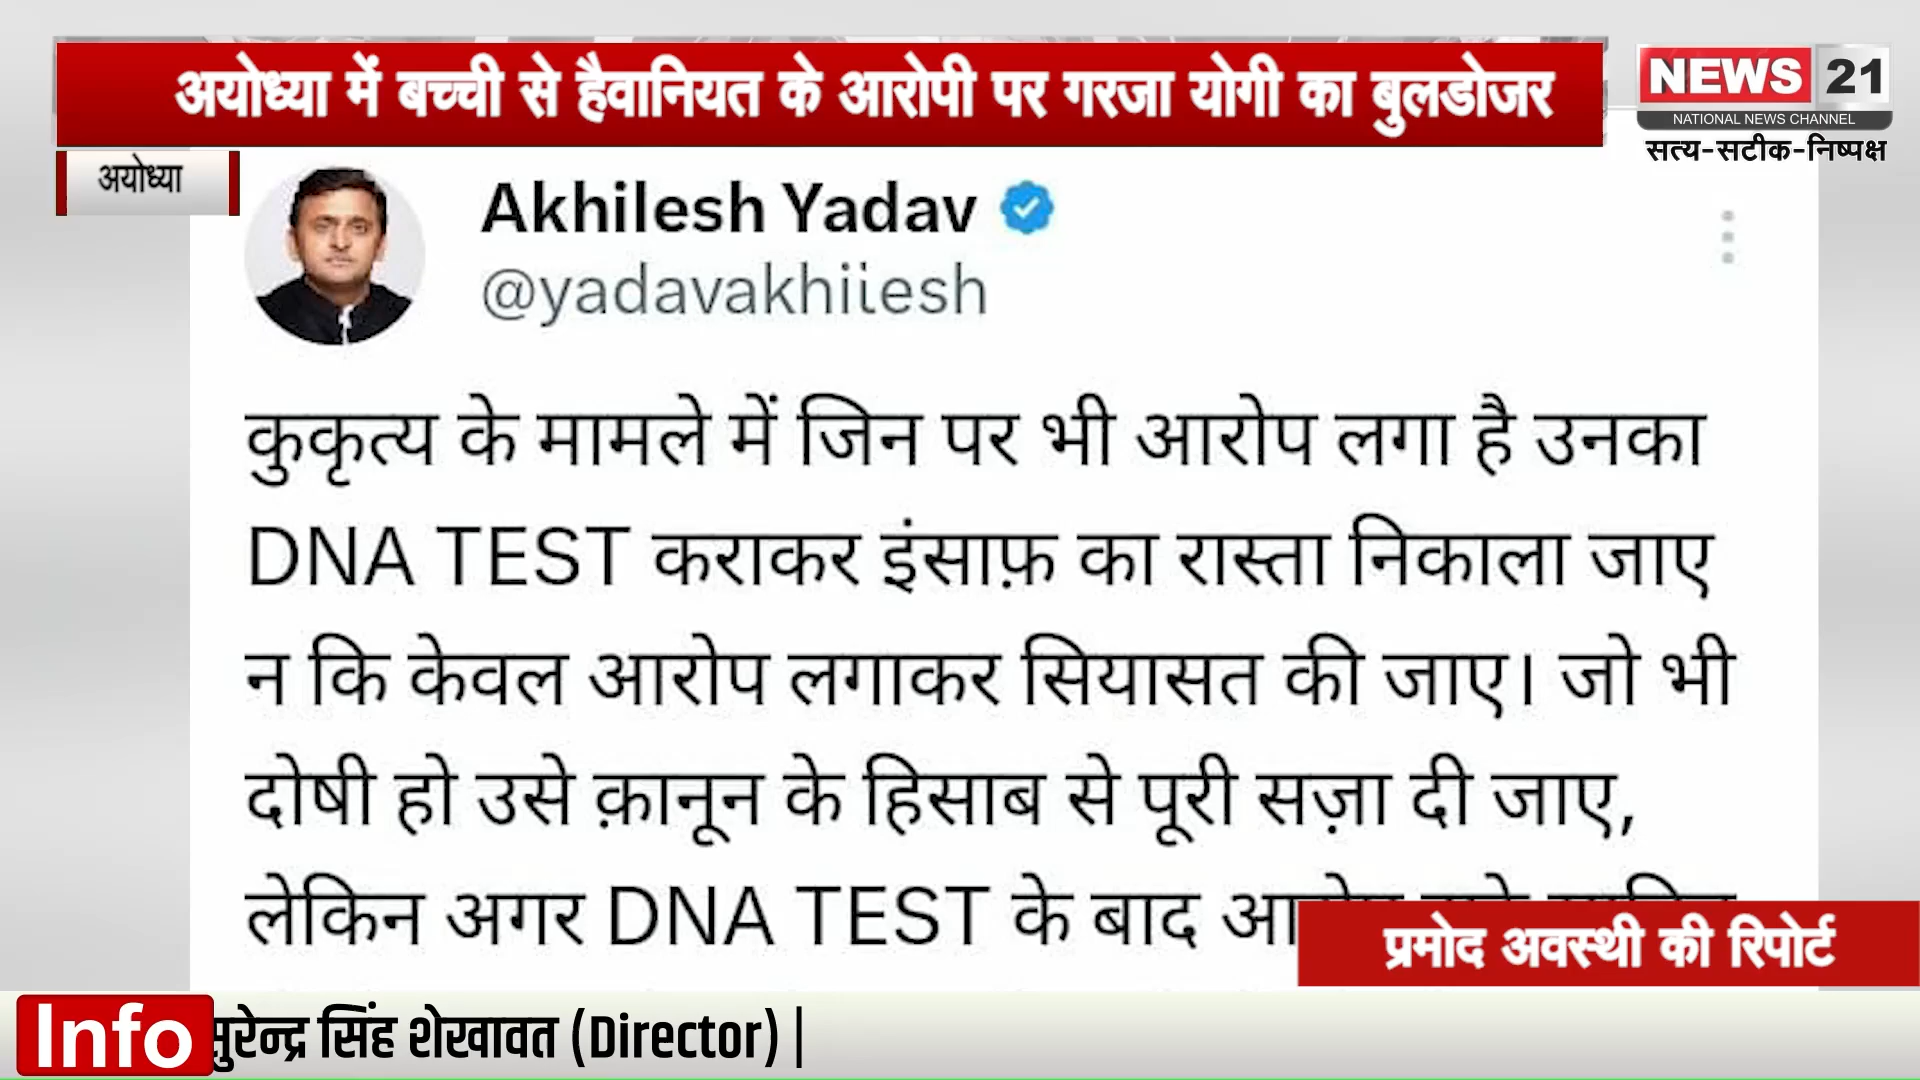 अयोध्या में बच्ची से हैवानियत के आरोपी पर गरजा योगी का बुलडोजर
NEWS 21
NATIONAL NEWS CHANNEL
सत्य-सटीक-निष्पक्ष
अयोध्या
Akhilesh Yadav
@yadavakhilesh
कुकृत्य के मामले में जिन पर भी आरोप लगा है उनका
DNA TEST कराकर इंसाफ़ का रास्ता निकाला जाए
न कि केवल आरोप लगाकर सियासत की जाए। जो भी
दोषी हो उसे क़ानून के हिसाब से पूरी सज़ा दी जाए,
लेकिन अगर DNA TEST के बाद
प्रमोद अवस्थी की रिपोर्ट
Info सुरेन्द्र सिंह शेखावत (Director) |